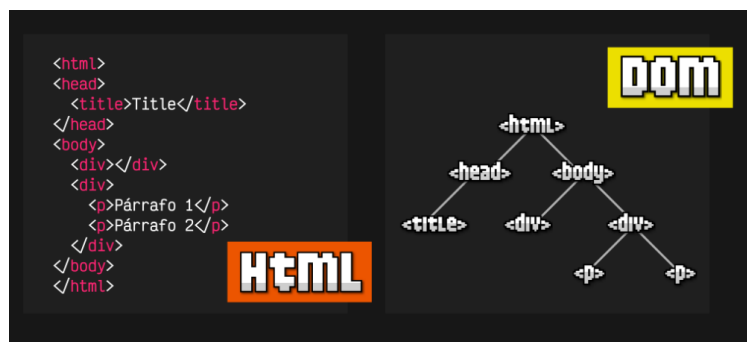 <html>
<head>
<title>Title</title>
</head>
<body>
<div></div>
<div>
<p>Párrafo 1</p>
<p>Párrafo 2</p>
</div>
</body>
</html>
HTML
DOM
<html>
<head> <body>
<title> <div> <div>
<p> <p>